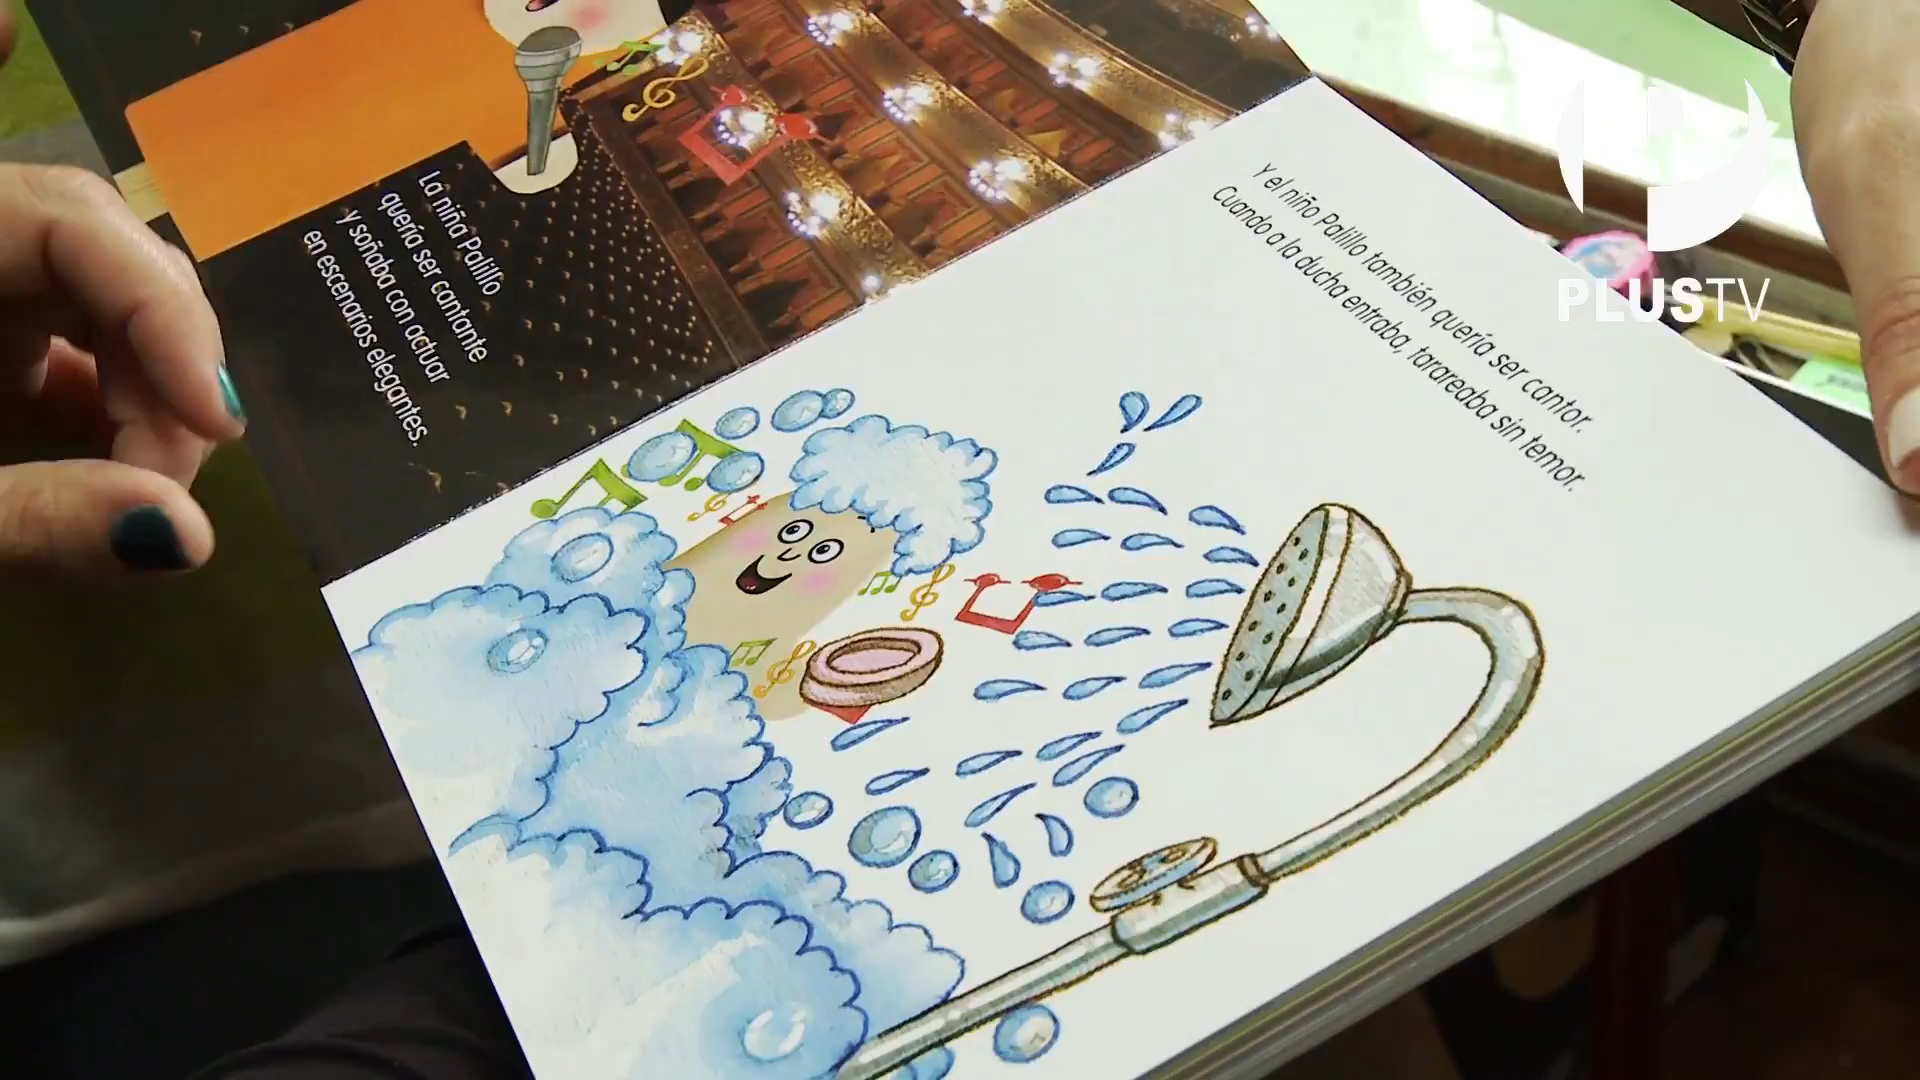 La niña Palillo
quería ser cantante
y soñaba con actuar
en escenarios elegantes.
Y el niño Palillo también quería ser cantor.
Cuando a la ducha entraba, tarareaba sin temor.
PLUSTV